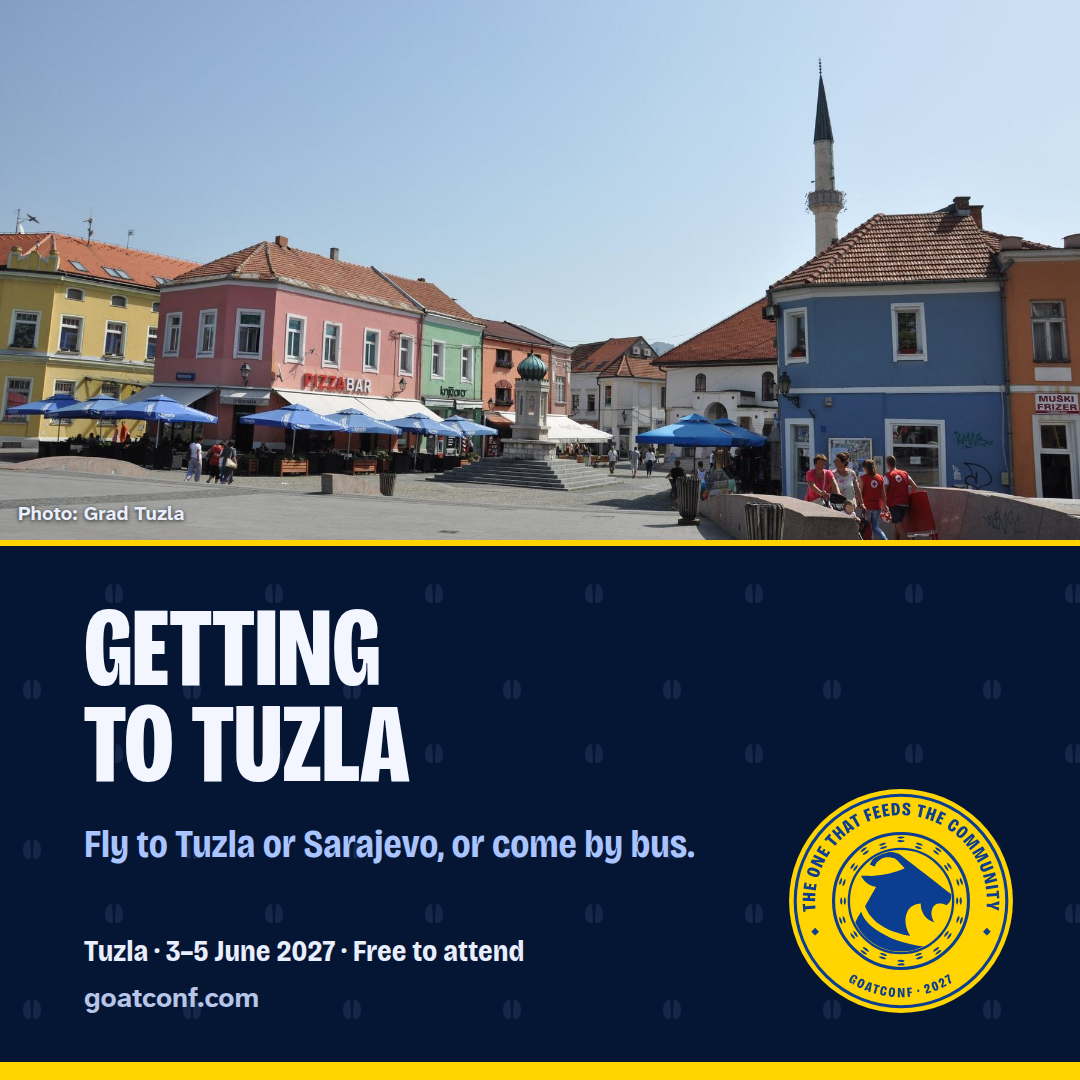 PIZZABAR
knjižara
MUŠKI
FRIZER
Photo: Grad Tuzla
GETTING
TO TUZLA
Fly to Tuzla or Sarajevo, or come by bus.
THE ONE THAT FEEDS THE COMMUNITY
GOATCONF · 2027
Tuzla · 3–5 June 2027 · Free to attend
goatconf.com